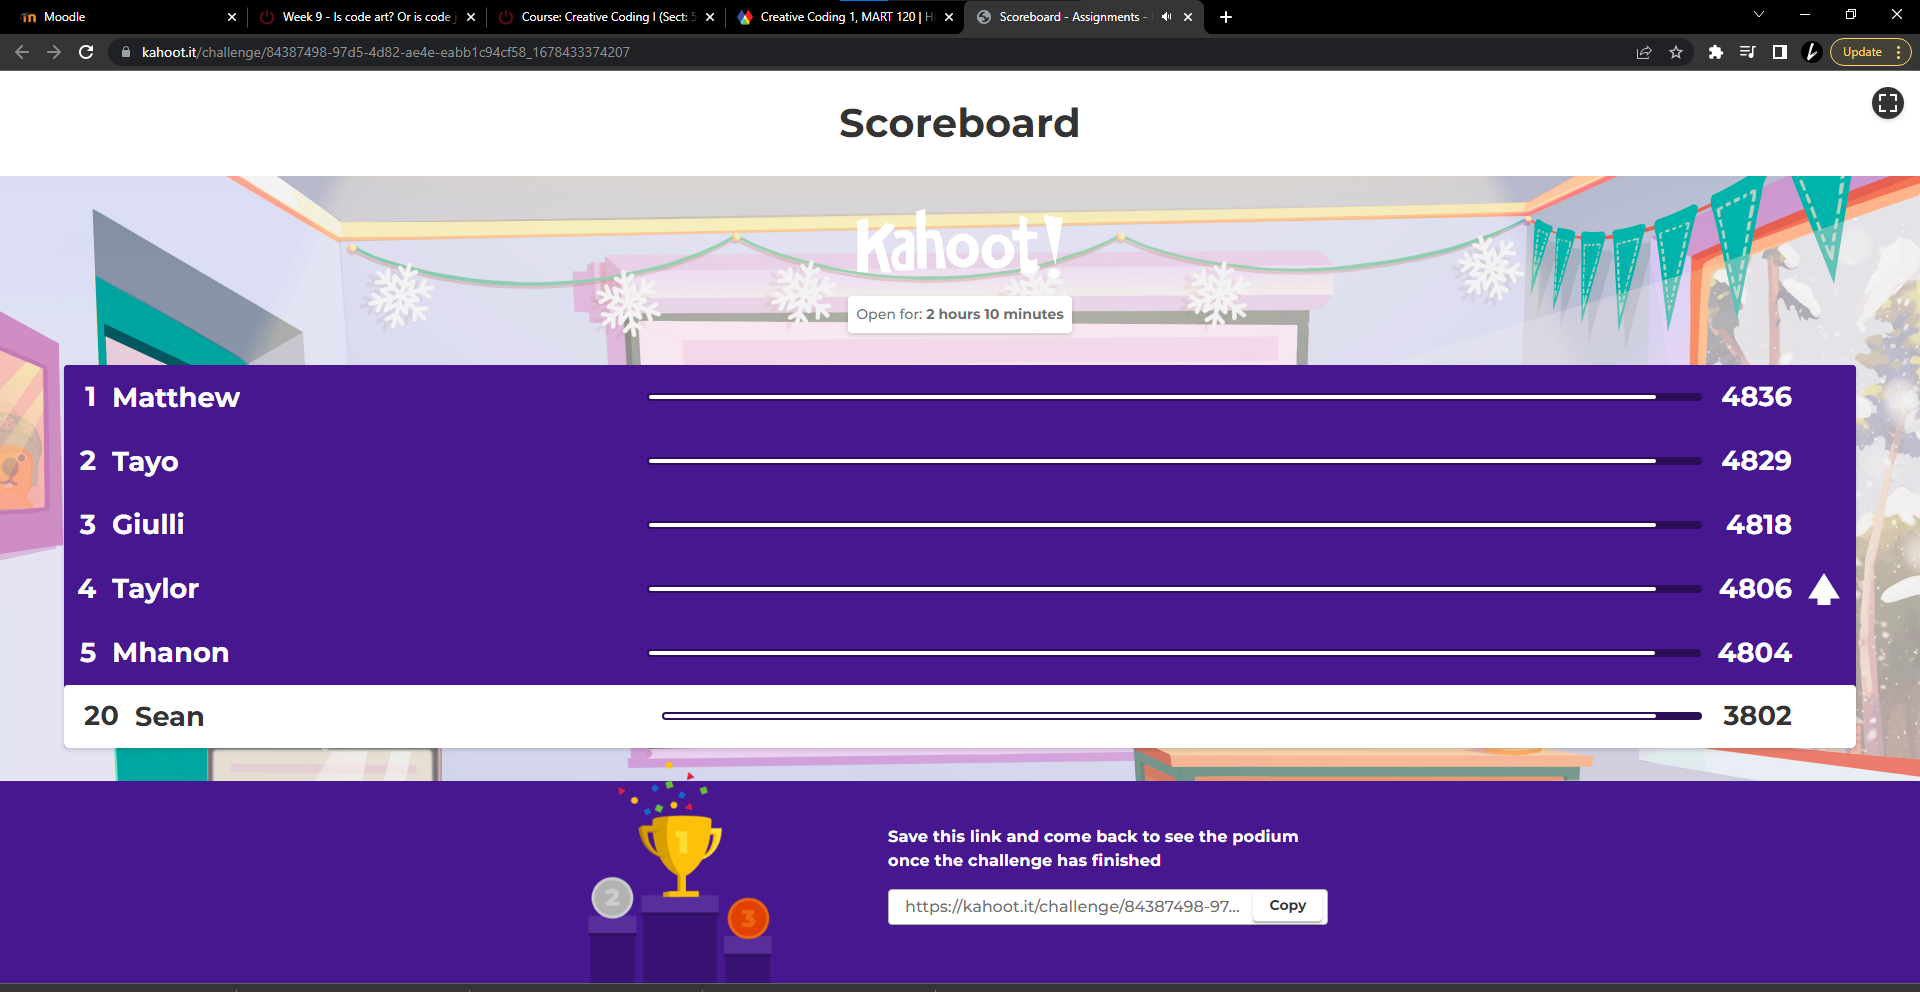 Moodle
Week 9 - Is code art? Or is code
Course: Creative Coding I (Sect:
Creative Coding 1, MART 120 |
Scoreboard - Assignments -
kahoot.it/challenge/84387498-97d5-4d82-ae4e-eabb1c94cf58_1678433374207
Update
Scoreboard
Kahoot!
Open for: 2 hours 10 minutes
1 Matthew 4836
2 Tayo 4829
3 Giulli 4818
4 Taylor 4806
5 Mhanon 4804
20 Sean 3802
1
2
3
Save this link and come back to see the podium
once the challenge has finished
https://kahoot.it/challenge/84387498-97... Copy